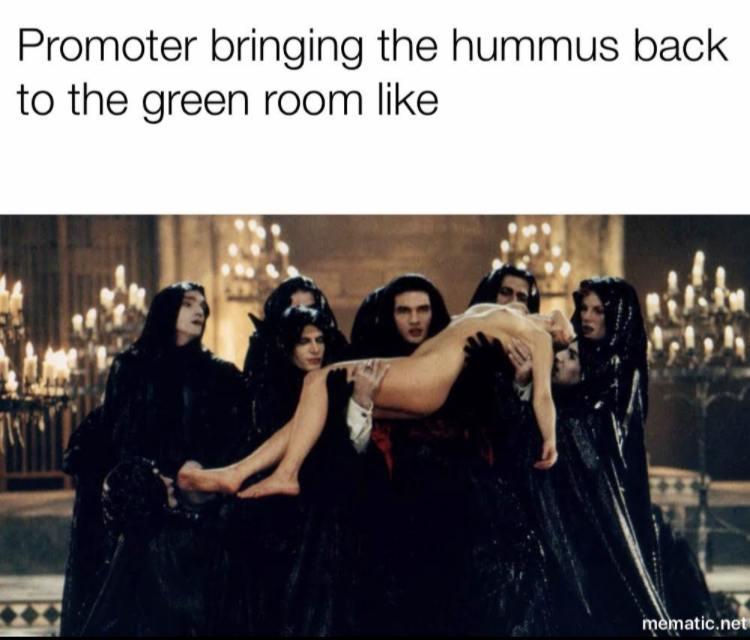 Promoter bringing the hummus back
to the green room like
mematic.net